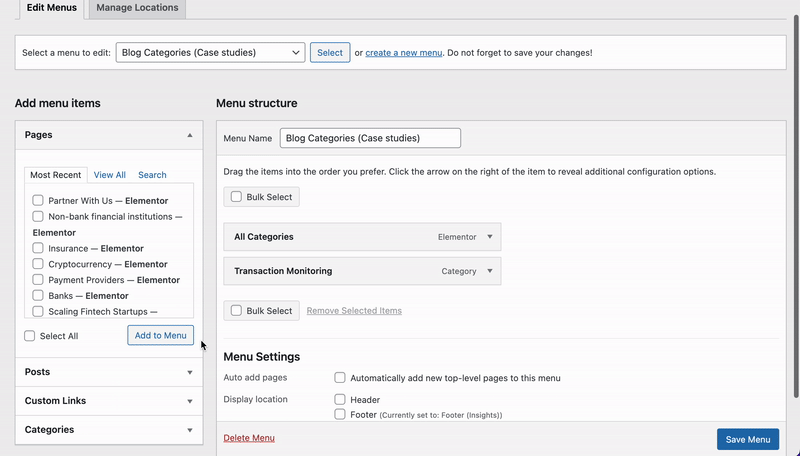 Edit Menus
Manage Locations
Select a menu to edit: Blog Categories (Case studies) Select or create a new menu. Do not forget to save your changes!
Add menu items
Pages
Most Recent View All Search
Partner With Us — Elementor
Non-bank financial institutions —
Elementor
Insurance — Elementor
Cryptocurrency — Elementor
Payment Providers — Elementor
Banks — Elementor
Scaling Fintech Startups —
Select All Add to Menu
Posts
Custom Links
Categories
Menu structure
Menu Name Blog Categories (Case studies)
Drag the items into the order you prefer. Click the arrow on the right of the item to reveal additional configuration options.
Bulk Select
All Categories Elementor
Transaction Monitoring Category
Bulk Select Remove Selected Items
Menu Settings
Auto add pages Automatically add new top-level pages to this menu
Display location Header
Footer (Currently set to: Footer (Insights))
Delete Menu Save Menu